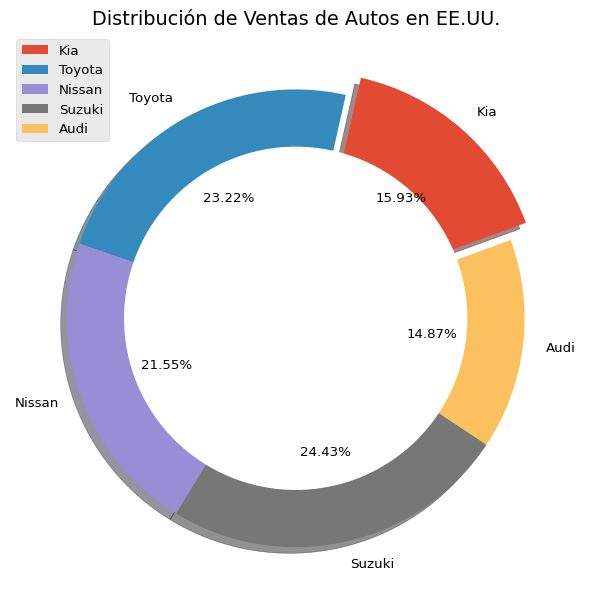 Distribución de Ventas de Autos en EE.UU.
Kia
Toyota
Nissan
Suzuki
Audi
Toyota
Kia
23.22%
15.93%
14.87%
Audi
21.55%
Nissan
24.43%
Suzuki